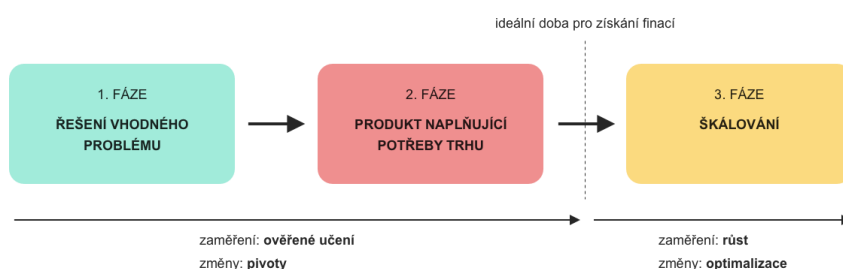 ideální doba pro získání finací
1. FÁZE
ŘEŠENÍ VHODNÉHO
PROBLÉMU
2. FÁZE
PRODUKT NAPLŇUJÍCÍ
POTŘEBY TRHU
3. FÁZE
ŠKÁLOVÁNÍ
zaměření: ověřené učení
změny: pivoty
zaměření: růst
změny: optimalizace